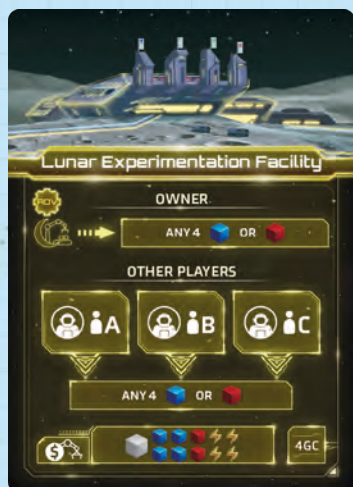 Lunar Experimentation Facility
ADV
OWNER
ANY 4 OR
OTHER PLAYERS
A B C
ANY 4 OR
$ 4GC